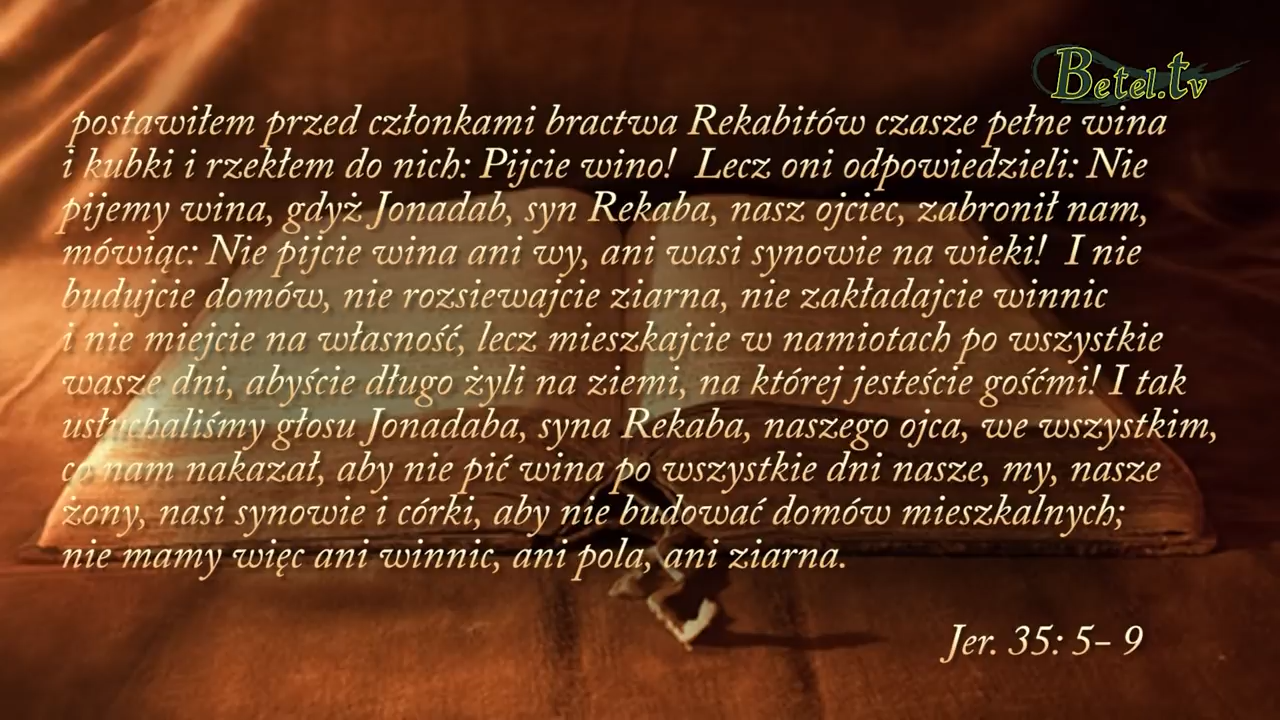 Betel.tv
postawiłem przed członkami bractwa Rekabitów czasze pełne wina
i kubki i rzekłem do nich: Pijcie wino! Lecz oni odpowiedzieli: Nie
pijemy wina, gdyż Jonadab, syn Rekaba, nasz ojciec, zabronił nam,
mówiąc: Nie pijcie wina ani wy, ani wasi synowie na wieki! I nie
budujcie domów, nie rozsiewajcie ziarna, nie zakładajcie winnic
i nie miejcie na własność, lecz mieszkajcie w namiotach po wszystkie
wasze dni, abyście długo żyli na ziemi, na której jesteście gośćmi! I tak
usłuchaliśmy głosu Jonadaba, syna Rekaba, naszego ojca, we wszystkim,
co nam nakazał, aby nie pić wina po wszystkie dni nasze, my, nasze
żony, nasi synowie i córki, aby nie budować domów mieszkalnych;
nie mamy więc ani winnic, ani pola, ani ziarna.
Jer. 35: 5- 9